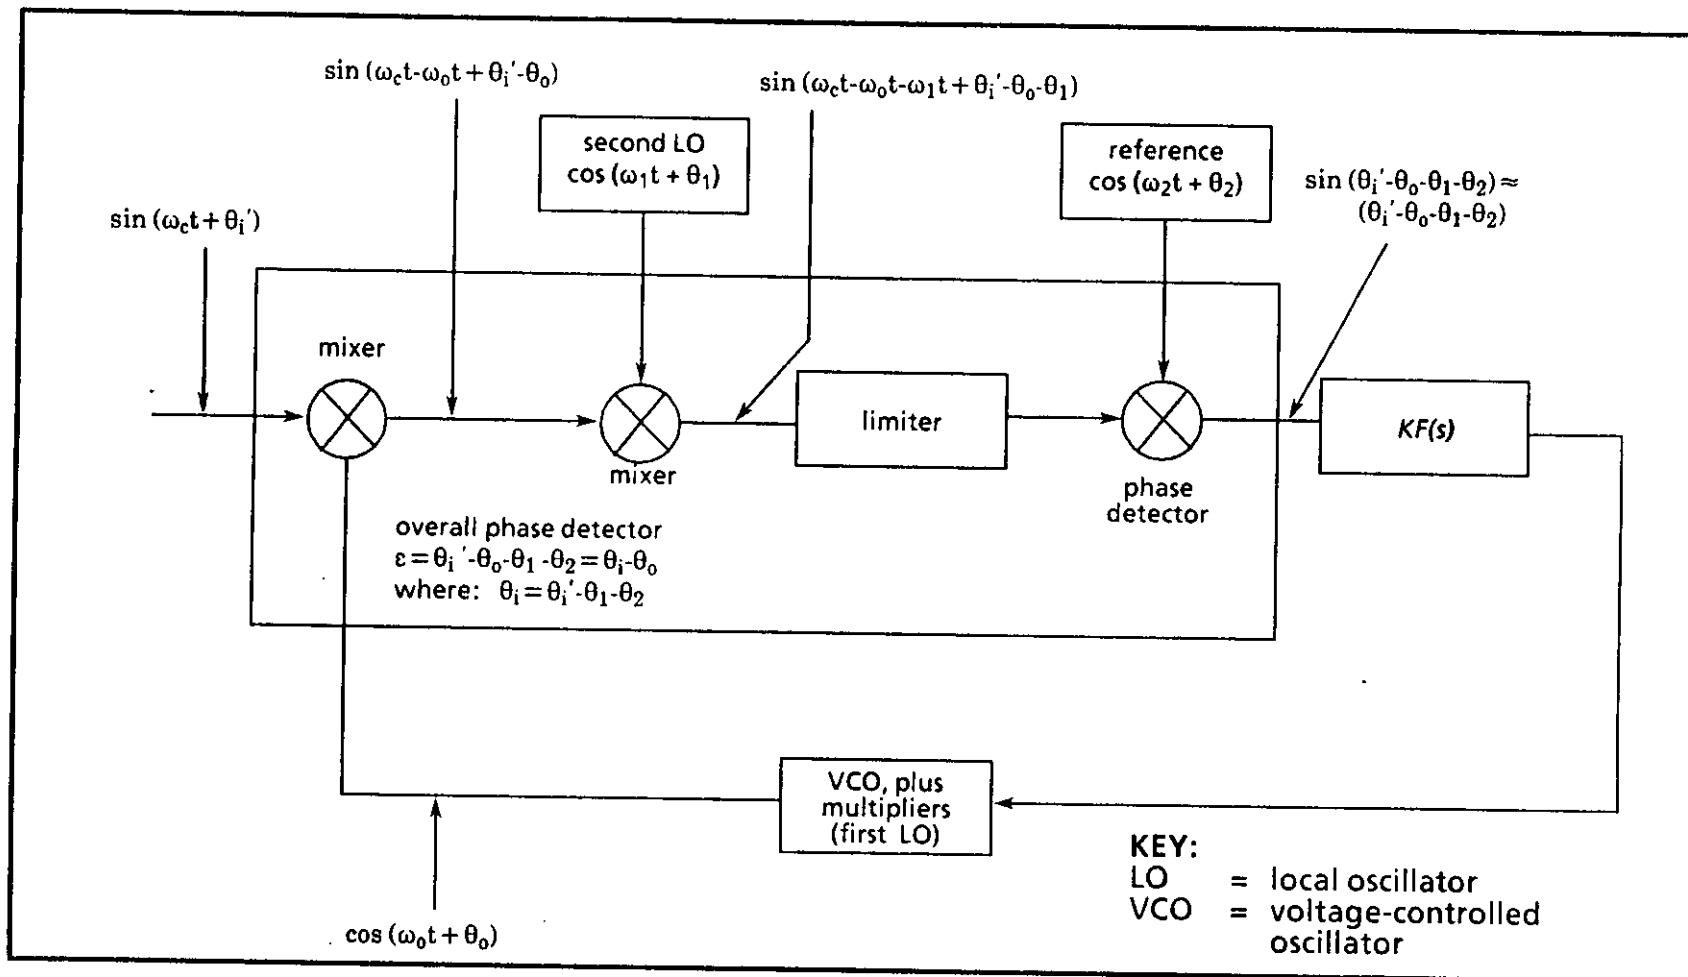 sin (ωct-ωot+θi'-θo)
sin (ωct-ωot-ω1t+θi'-θo-θ1)
second LO
cos (ω1t + θ1)
reference
cos (ω2t + θ2)
sin (θi'-θo-θ1-θ2) ≈
(θi'-θo-θ1-θ2)
sin (ωct+θi')
mixer
mixer
limiter
phase
detector
KF(s)
overall phase detector
ε=θi'-θo-θ1-θ2=θi-θo
where: θi=θi'-θ1-θ2
VCO, plus
multipliers
(first LO)
cos (ωot+θo)
KEY:
LO = local oscillator
VCO = voltage-controlled
oscillator